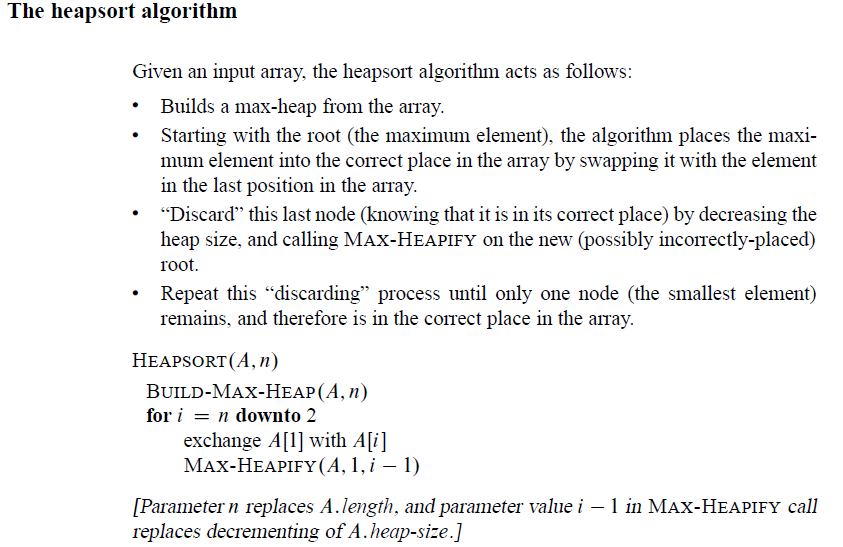 The heapsort algorithm
Given an input array, the heapsort algorithm acts as follows:
• Builds a max-heap from the array.
• Starting with the root (the maximum element), the algorithm places the maxi-
mum element into the correct place in the array by swapping it with the element
in the last position in the array.
• “Discard” this last node (knowing that it is in its correct place) by decreasing the
heap size, and calling MAX-HEAPIFY on the new (possibly incorrectly-placed)
root.
• Repeat this “discarding” process until only one node (the smallest element)
remains, and therefore is in the correct place in the array.
HEAPSORT(A, n)
BUILD-MAX-HEAP(A, n)
for i = n downto 2
exchange A[1] with A[i]
MAX-HEAPIFY(A, 1, i − 1)
[Parameter n replaces A.length, and parameter value i − 1 in MAX-HEAPIFY call
replaces decrementing of A.heap-size.]